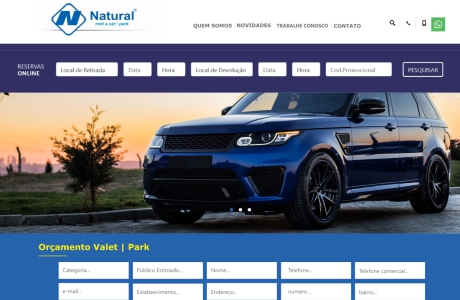 Natural®
rent a car | park
QUEM SOMOS NOVIDADES TRABALHE CONOSCO CONTATO
RESERVAS
ONLINE
Local de Retirada Data Hora Local de Devolução Data Hora Cód.Promocional PESQUISAR
Orçamento Valet | Park
Categoria... Público Estimado... Nome... Telefone... Telefone comercial...
e-mail... Estabecimento... Endereço... numero... bairro...